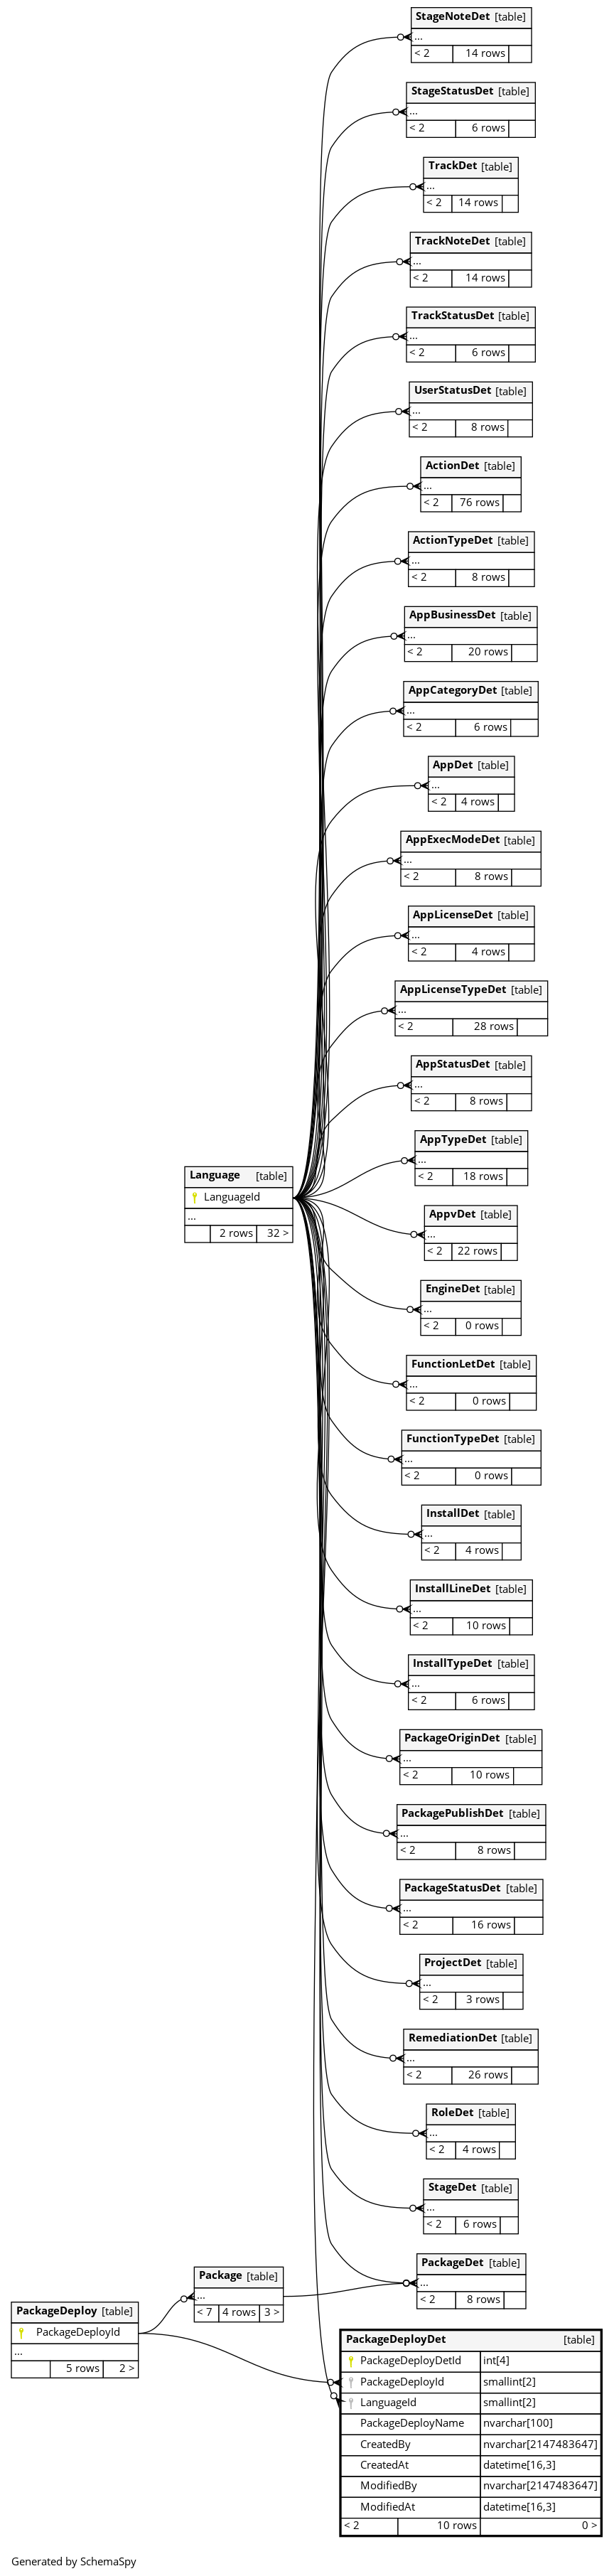 StageNoteDet [table]
...
< 2 14 rows
StageStatusDet [table]
...
< 2 6 rows
TrackDet [table]
...
< 2 14 rows
TrackNoteDet [table]
...
< 2 14 rows
TrackStatusDet [table]
...
< 2 6 rows
UserStatusDet [table]
...
< 2 8 rows
ActionDet [table]
...
< 2 76 rows
ActionTypeDet [table]
...
< 2 8 rows
AppBusinessDet [table]
...
< 2 20 rows
AppCategoryDet [table]
...
< 2 6 rows
AppDet [table]
...
< 2 4 rows
AppExecModeDet [table]
...
< 2 8 rows
AppLicenseDet [table]
...
< 2 4 rows
AppLicenseTypeDet [table]
...
< 2 28 rows
AppStatusDet [table]
...
< 2 8 rows
AppTypeDet [table]
...
< 2 18 rows
Language [table]
LanguageId
...
2 rows 32 >
AppvDet [table]
...
< 2 22 rows
EngineDet [table]
...
< 2 0 rows
FunctionLetDet [table]
...
< 2 0 rows
FunctionTypeDet [table]
...
< 2 0 rows
InstallDet [table]
...
< 2 4 rows
InstallLineDet [table]
...
< 2 10 rows
InstallTypeDet [table]
...
< 2 6 rows
PackageOriginDet [table]
...
< 2 10 rows
PackagePublishDet [table]
...
< 2 8 rows
PackageStatusDet [table]
...
< 2 16 rows
ProjectDet [table]
...
< 2 3 rows
RemediationDet [table]
...
< 2 26 rows
RoleDet [table]
...
< 2 4 rows
StageDet [table]
...
< 2 6 rows
PackageDet [table]
...
< 2 8 rows
Package [table]
...
< 7 4 rows 3 >
PackageDeploy [table]
PackageDeployId
...
5 rows 2 >
PackageDeployDet [table]
PackageDeployDetId int[4]
PackageDeployId smallint[2]
LanguageId smallint[2]
PackageDeployName nvarchar[100]
CreatedBy nvarchar[2147483647]
CreatedAt datetime[16,3]
ModifiedBy nvarchar[2147483647]
ModifiedAt datetime[16,3]
< 2 10 rows 0 >
Generated by SchemaSpy